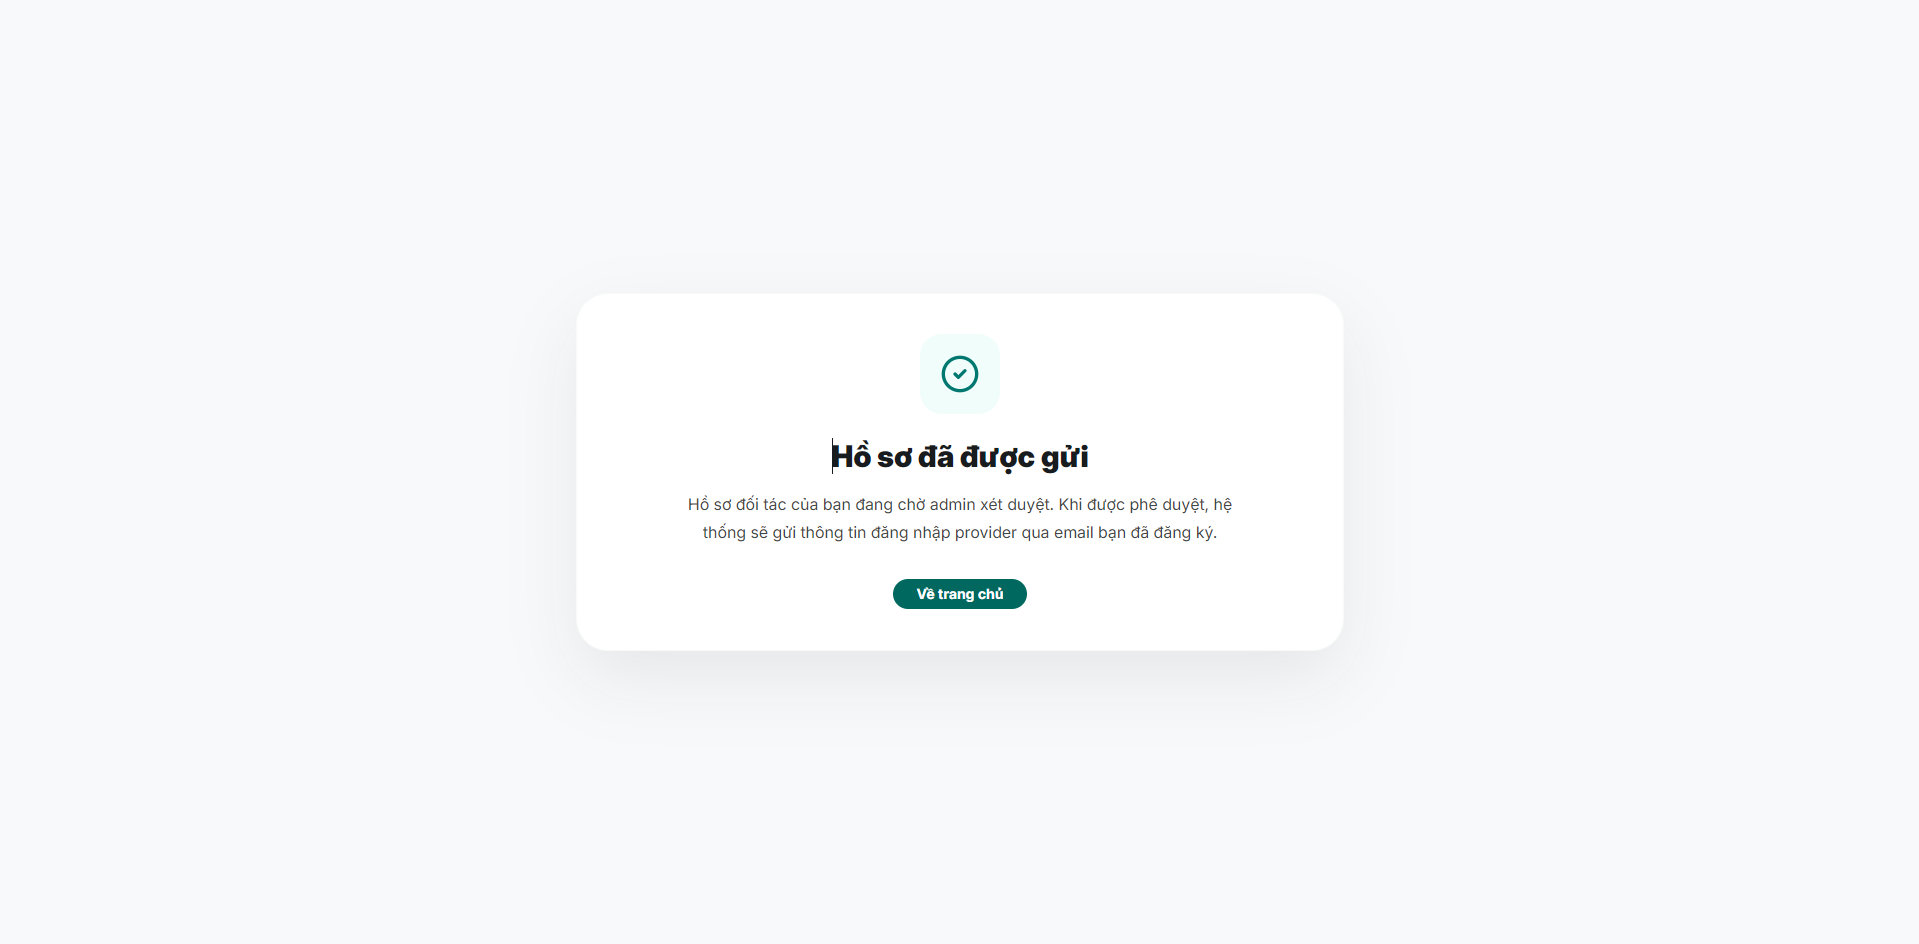 Hồ sơ đã được gửi
Hồ sơ đối tác của bạn đang chờ admin xét duyệt. Khi được phê duyệt, hệ
thống sẽ gửi thông tin đăng nhập provider qua email bạn đã đăng ký.
Về trang chủ